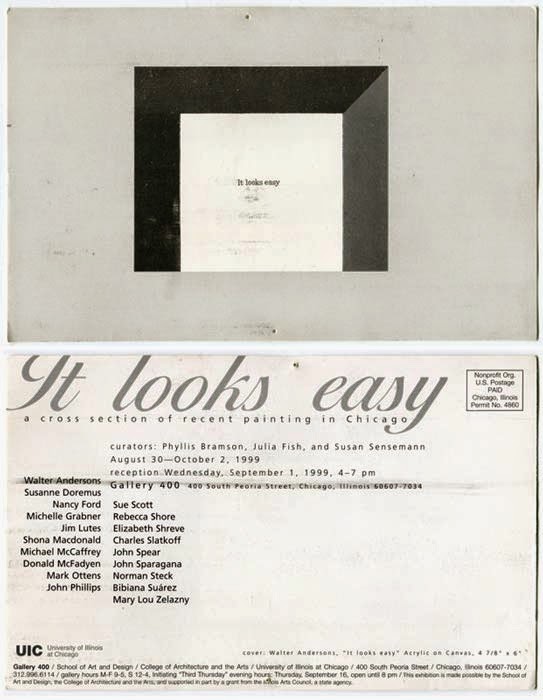 It looks easy
It looks easy
a cross section of recent painting in Chicago
Nonprofit Org.
U.S. Postage
PAID
Chicago, Illinois
Permit No. 4860
curators: Phyllis Bramson, Julia Fish, and Susan Sensemann
August 30—October 2, 1999
reception Wednesday, September 1, 1999, 4–7 pm
Gallery 400 400 South Peoria Street, Chicago, Illinois 60607-7034
Walter Andersons
Susanne Doremus
Nancy Ford
Michelle Grabner
Jim Lutes
Shona Macdonald
Michael McCaffrey
Donald McFadyen
Mark Ottens
John Phillips
Sue Scott
Rebecca Shore
Elizabeth Shreve
Charles Slatkoff
John Spear
John Sparagana
Norman Steck
Bibiana Suárez
Mary Lou Zelazny
UIC University of Illinois
at Chicago
cover: Walter Andersons, "It looks easy" Acrylic on Canvas, 4 7/8" x 6"
Gallery 400 / School of Art and Design / College of Architecture and the Arts / University of Illinois at Chicago / 400 South Peoria Street / Chicago, Illinois 60607-7034 /
312.996.6114 / gallery hours M-F 9-5, S 12-4, Initiating "Third Thursday" evening hours; Thursday, September 16, open until 8 pm / This exhibition is made possible by the School of
Art and Design, the College of Architecture and the Arts, and supported in part by a grant from the Illinois Arts Council, a state agency.